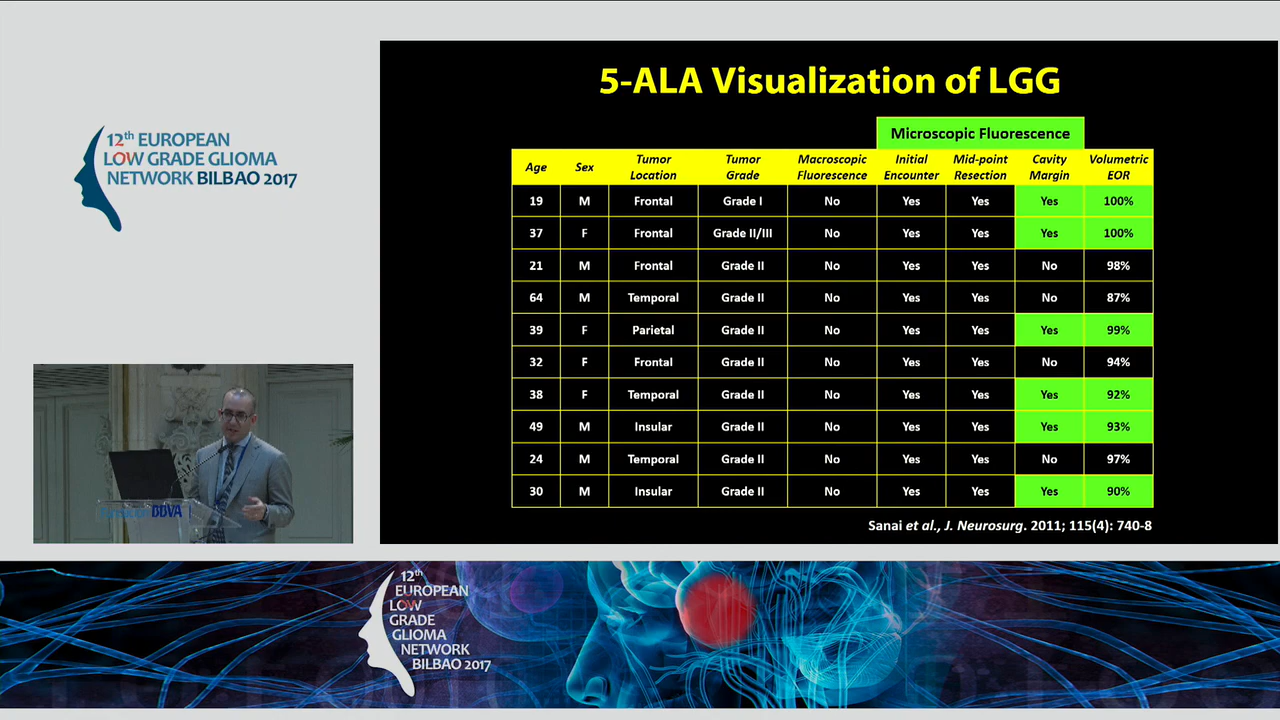 12th EUROPEAN
LOW GRADE GLIOMA
NETWORK BILBAO 2017
5-ALA Visualization of LGG
Microscopic Fluorescence
Age Sex Tumor Location Tumor Grade Macroscopic Fluorescence Initial Encounter Mid-point Resection Cavity Margin Volumetric EOR
19 M Frontal Grade I No Yes Yes Yes 100%
37 F Frontal Grade II/III No Yes Yes Yes 100%
21 M Frontal Grade II No Yes Yes No 98%
64 M Temporal Grade II No Yes Yes No 87%
39 F Parietal Grade II No Yes Yes Yes 99%
32 F Frontal Grade II No Yes Yes No 94%
38 F Temporal Grade II No Yes Yes Yes 92%
49 M Insular Grade II No Yes Yes Yes 93%
24 M Temporal Grade II No Yes Yes No 97%
30 M Insular Grade II No Yes Yes Yes 90%
Sanai et al., J. Neurosurg. 2011; 115(4): 740-8
BBVA
12th
EUROPEAN
LOW
GRADE
GLIOMA
NETWORK
BILBAO 2017